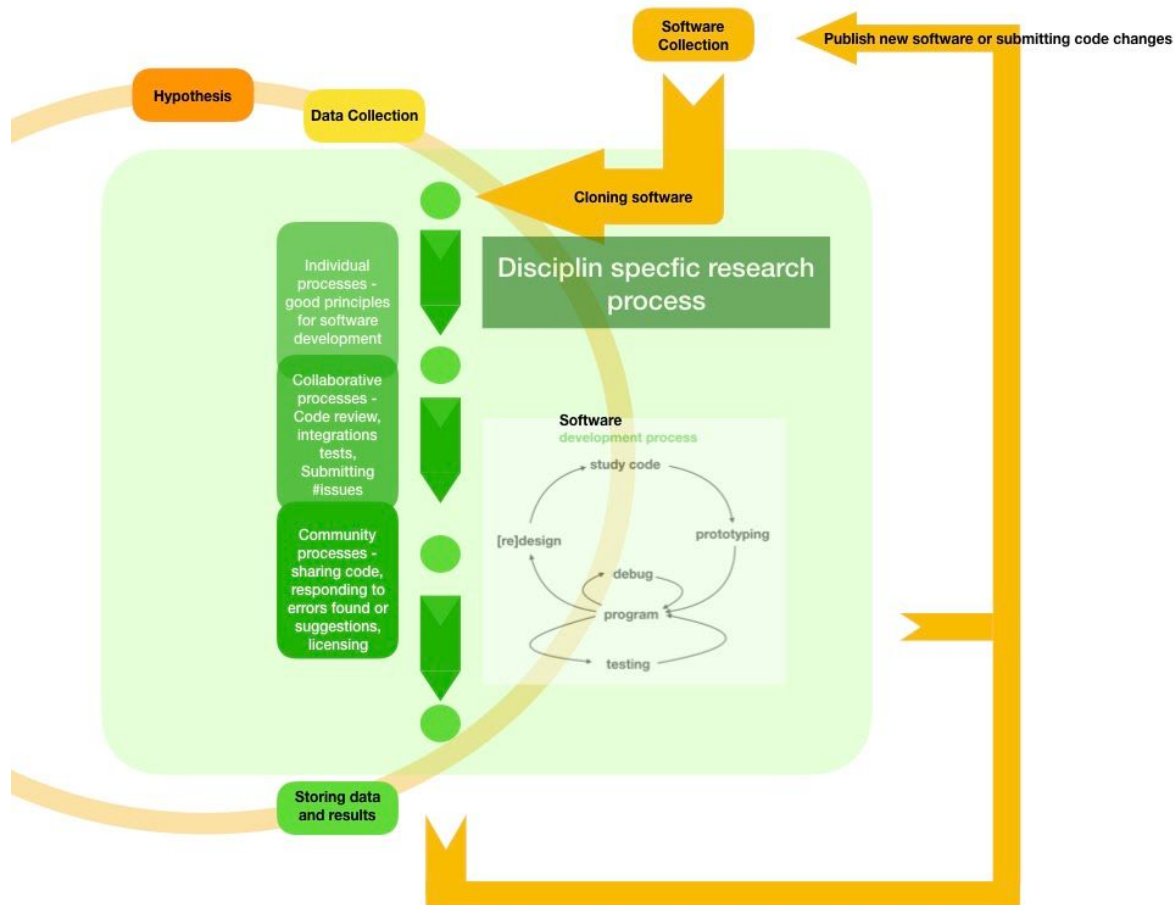 Software
Collection
Publish new software or submitting code changes
Hypothesis
Data Collection
Cloning software
Disciplin specfic research
process
Individual
processes -
good principles
for software
development
Collaborative
processes -
Code review,
integrations
tests,
Submitting
#issues
Community
processes -
sharing code,
responding to
errors found or
suggestions,
licensing
Software
development process
study code
[re]design
prototyping
debug
program
testing
Storing data
and results